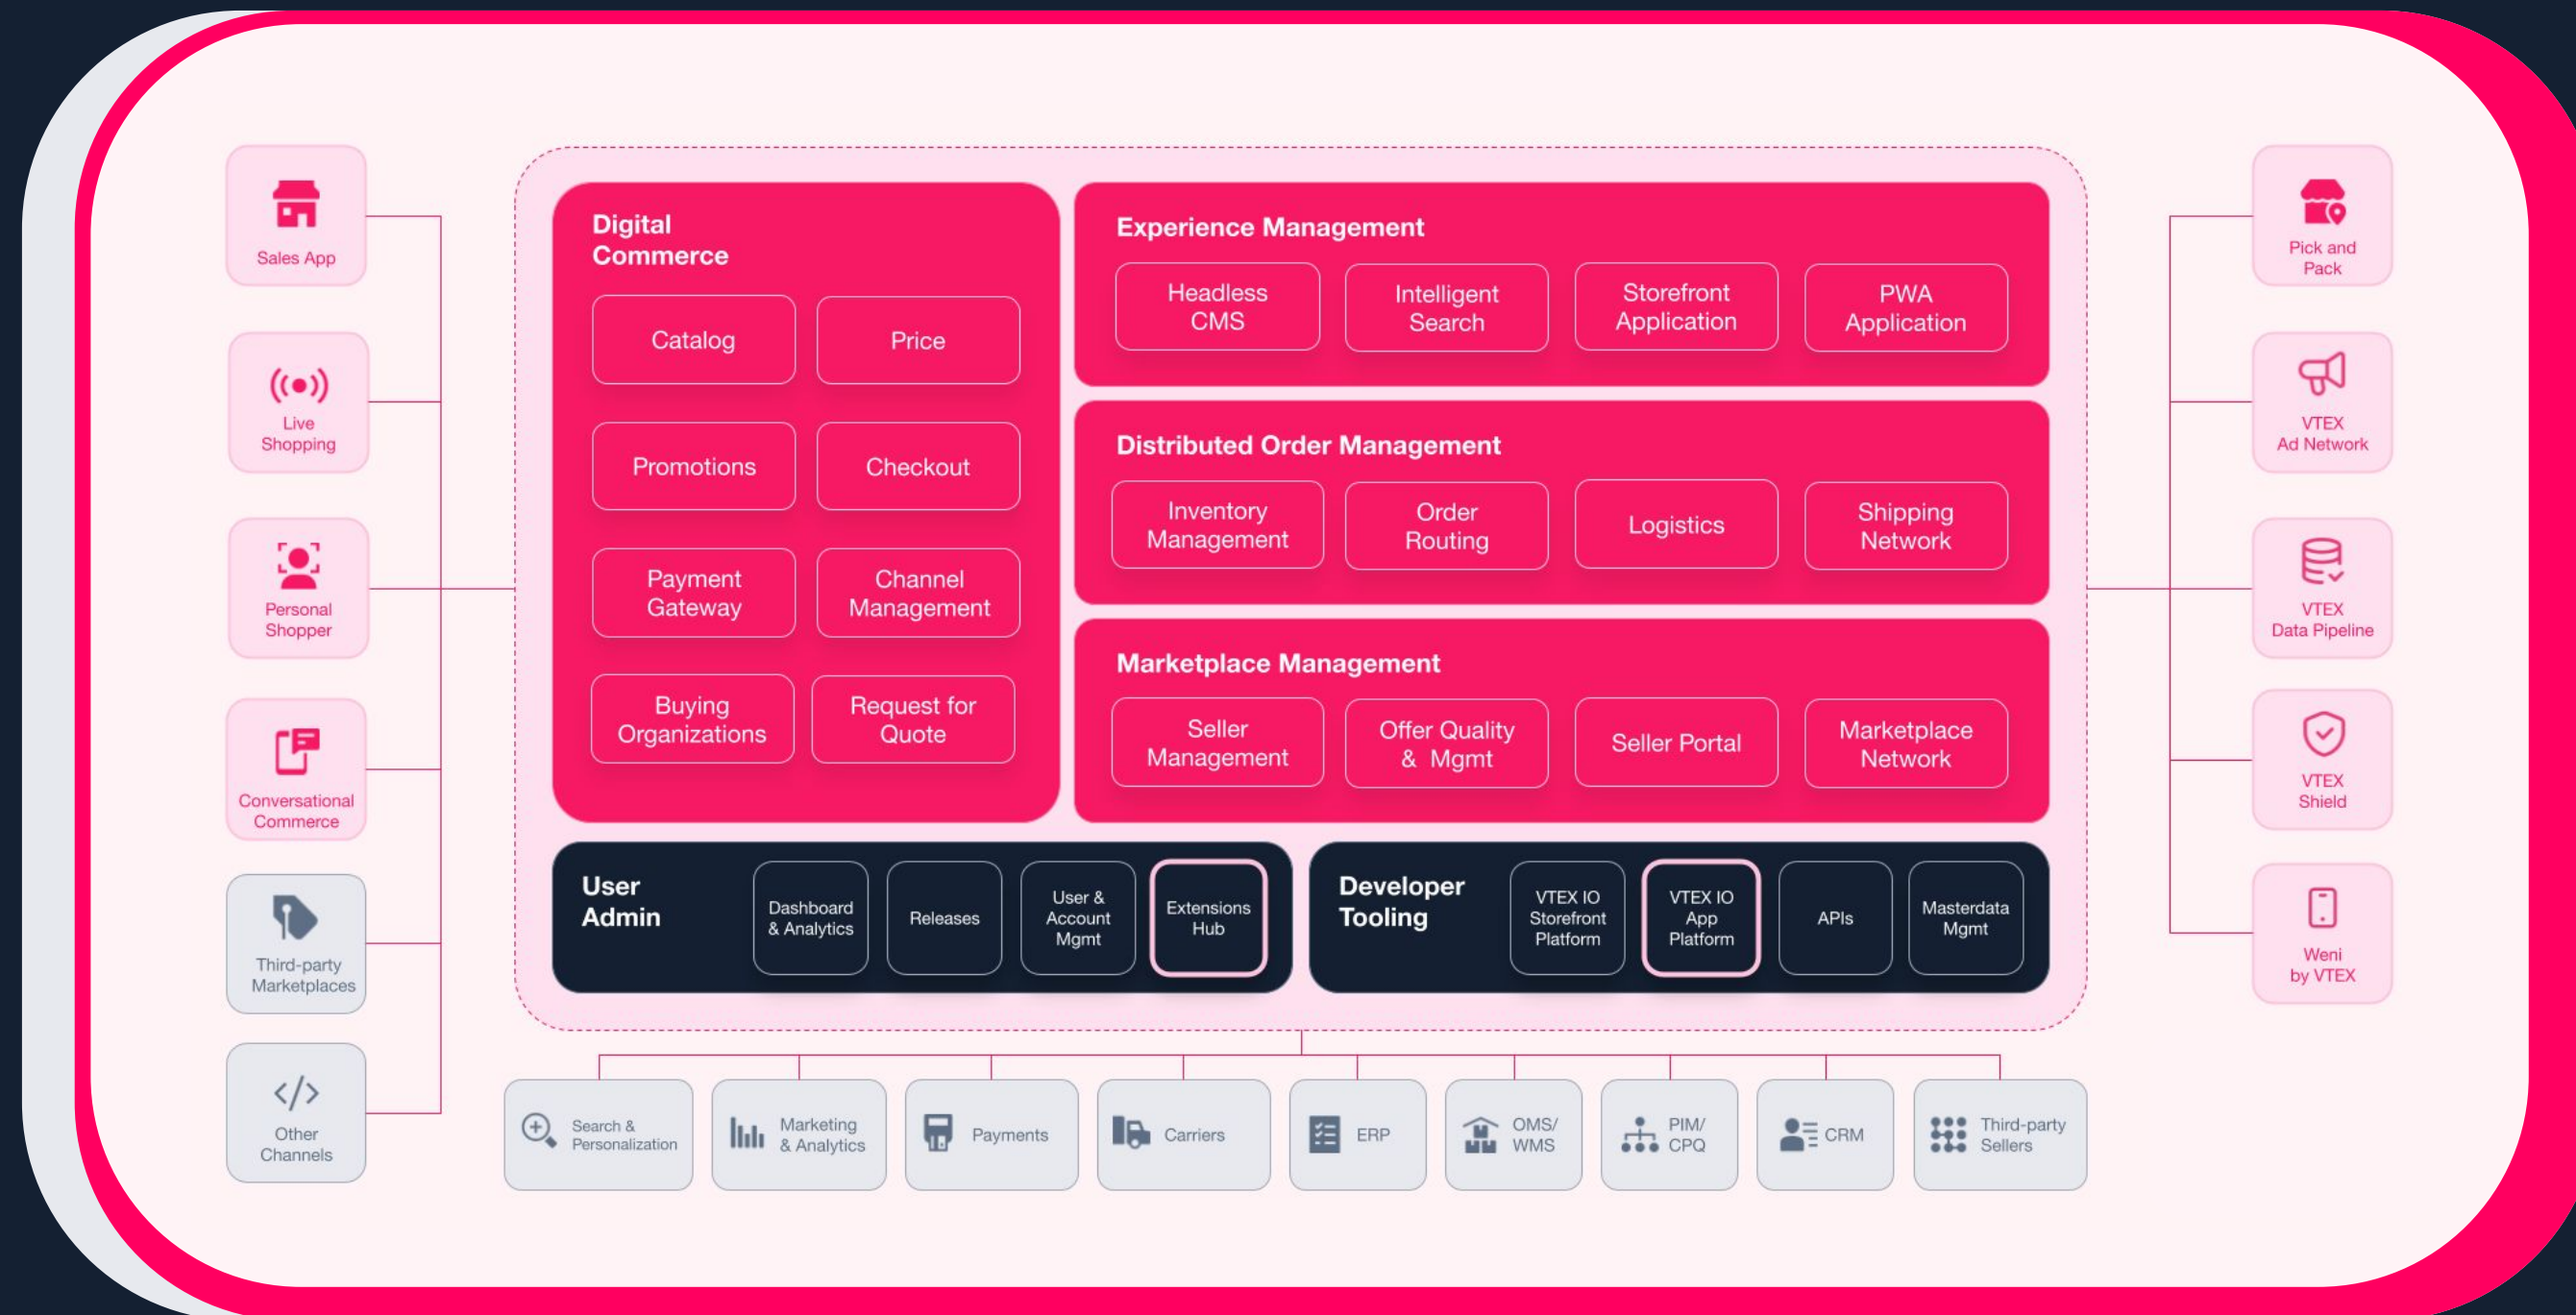 Sales App
Live
Shopping
Personal
Shopper
Conversational
Commerce
Third-party
Marketplaces
Other
Channels
Digital
Commerce
Catalog
Price
Promotions
Checkout
Payment
Gateway
Channel
Management
Buying
Organizations
Request for
Quote
Experience Management
Headless
CMS
Intelligent
Search
Storefront
Application
PWA
Application
Distributed Order Management
Inventory
Management
Order
Routing
Logistics
Shipping
Network
Marketplace Management
Seller
Management
Offer Quality
& Mgmt
Seller Portal
Marketplace
Network
User
Admin
Dashboard
& Analytics
Releases
User &
Account
Mgmt
Extensions
Hub
Developer
Tooling
VTEX IO
Storefront
Platform
VTEX IO
App
Platform
APIs
Masterdata
Mgmt
Pick and
Pack
VTEX
Ad Network
VTEX
Data Pipeline
VTEX
Shield
Weni
by VTEX
Search &
Personalization
Marketing
& Analytics
Payments
Carriers
ERP
OMS/
WMS
PIM/
CPQ
CRM
Third-party
Sellers